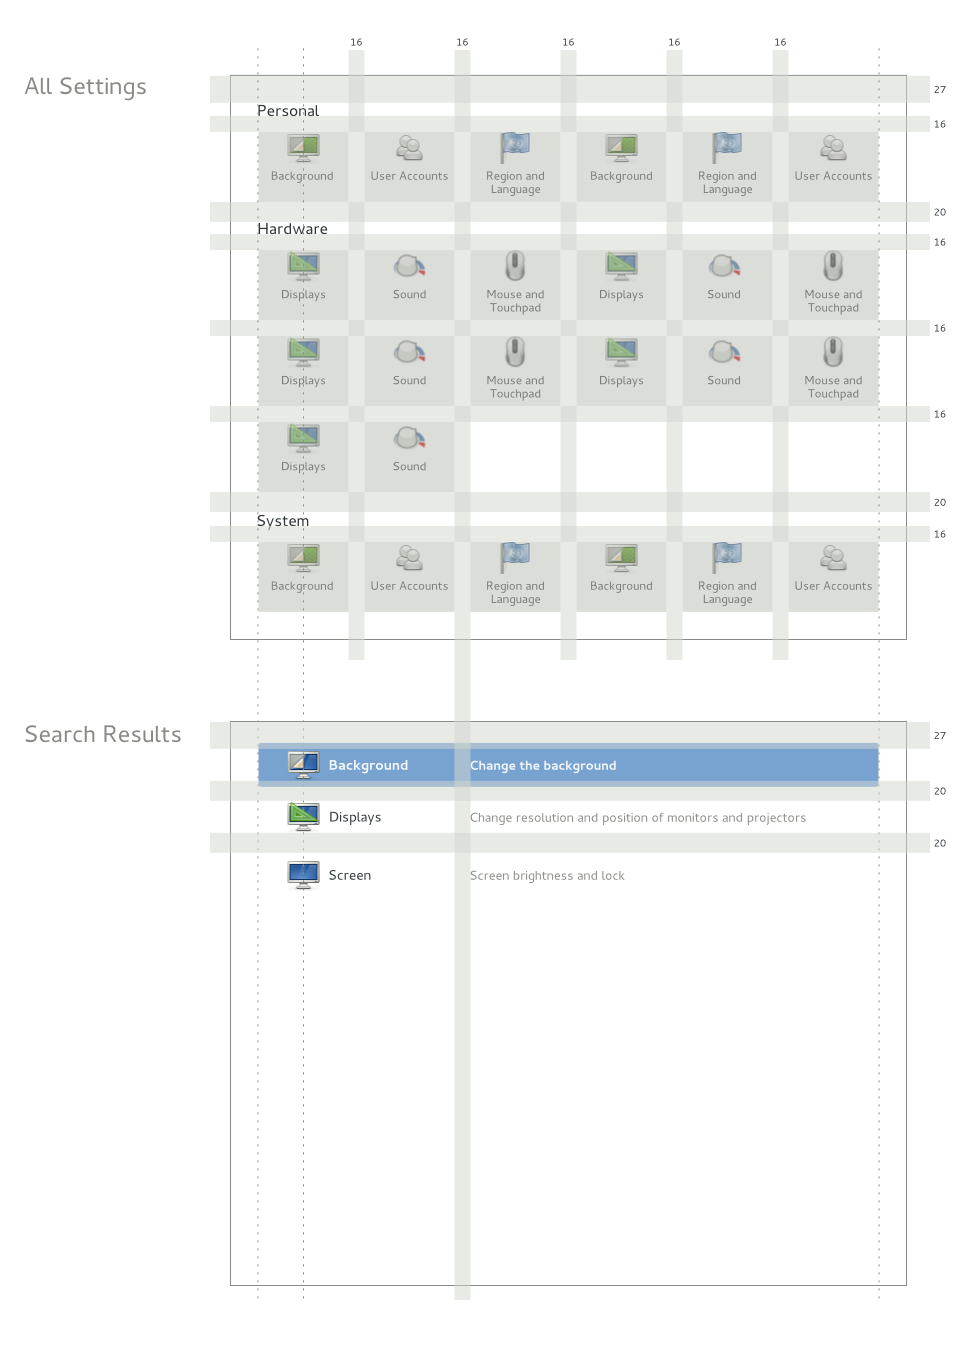 16 16 16 16 16
All Settings
27
Personal
16
Background User Accounts Region and Background Region and User Accounts
Language Language
20
Hardware
16
Displays Sound Mouse and Displays Sound Mouse and
Touchpad Touchpad
16
Displays Sound Mouse and Displays Sound Mouse and
Touchpad Touchpad
16
Displays Sound
20
System
16
Background User Accounts Region and Background Region and User Accounts
Language Language
Search Results
27
Background Change the background
20
Displays Change resolution and position of monitors and projectors
20
Screen Screen brightness and lock